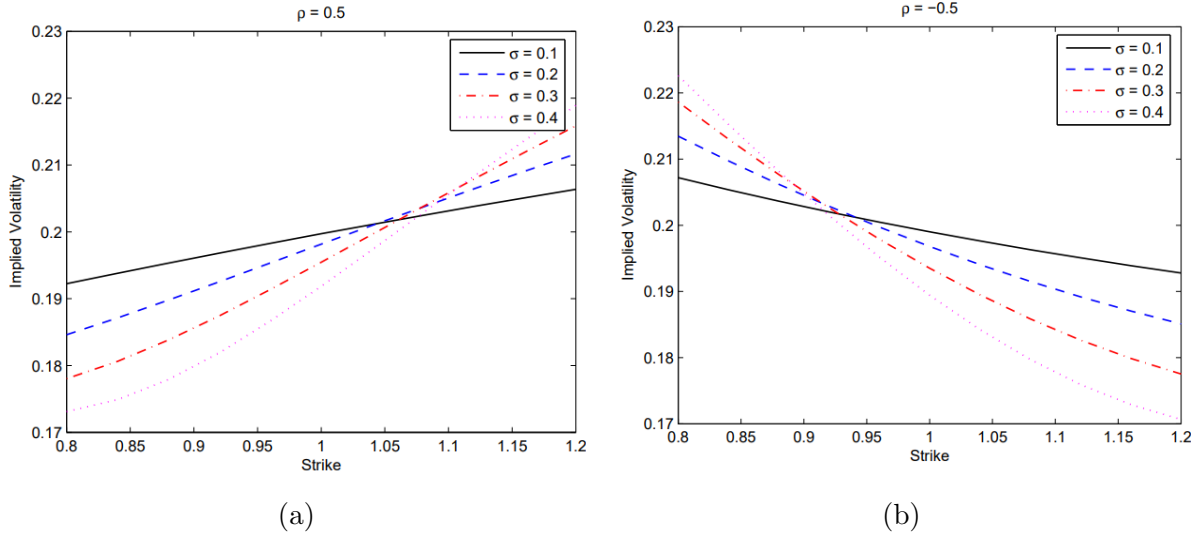 ρ = 0.5
0.23
0.22
0.21
0.2
0.19
0.18
0.17
Implied Volatility
0.8 0.85 0.9 0.95 1 1.05 1.1 1.15 1.2
Strike
σ = 0.1
σ = 0.2
σ = 0.3
σ = 0.4
(a)
ρ = −0.5
0.23
0.22
0.21
0.2
0.19
0.18
0.17
Implied Volatility
0.8 0.85 0.9 0.95 1 1.05 1.1 1.15 1.2
Strike
σ = 0.1
σ = 0.2
σ = 0.3
σ = 0.4
(b)